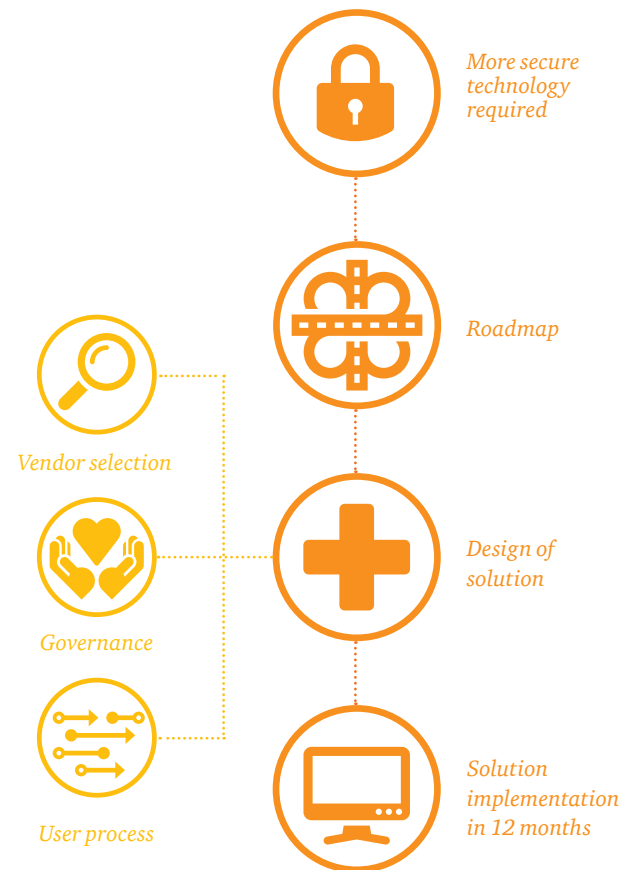 More secure
technology
required
Roadmap
Vendor selection
Governance
User process
Design of
solution
Solution
implementation
in 12 months